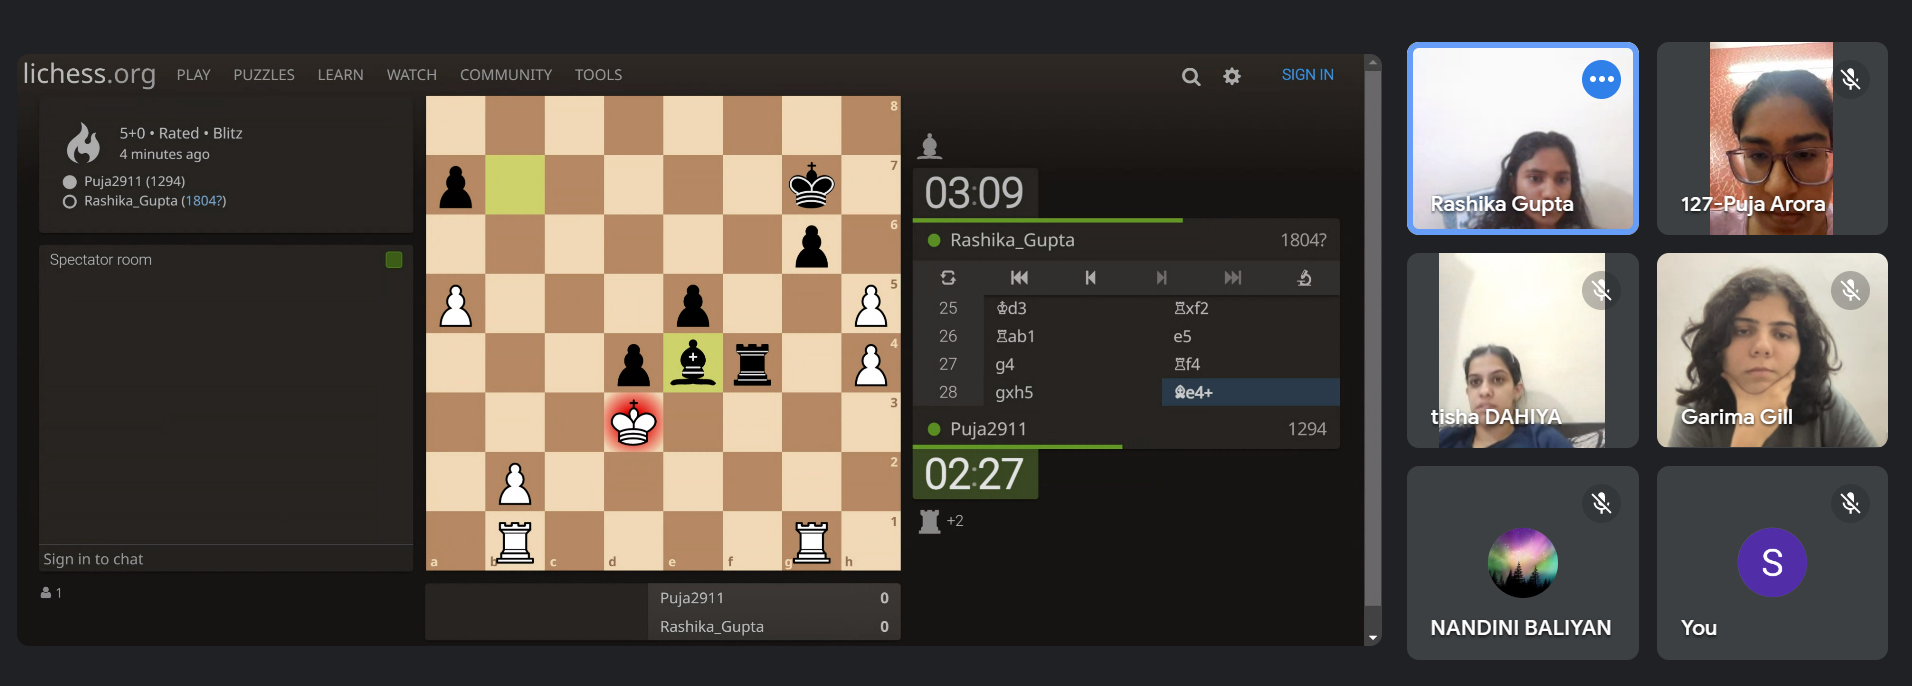 lichess.org PLAY PUZZLES LEARN WATCH COMMUNITY TOOLS SIGN IN
5+0 • Rated • Blitz
4 minutes ago
Puja2911 (1294)
Rashika_Gupta (1804?)
Spectator room
Sign in to chat
1
8
7
6
5
4
3
2
1
a b c d e f g h
Puja2911 0
Rashika_Gupta 0
03:09
Rashika_Gupta 1804?
25 ♔d3 ♖xf2
26 ♖ab1 e5
27 g4 ♖f4
28 gxh5 ♗e4+
Puja2911 1294
02:27
+2
Rashika Gupta
127-Puja Arora
tisha DAHIYA
Garima Gill
NANDINI BALIYAN
S
You